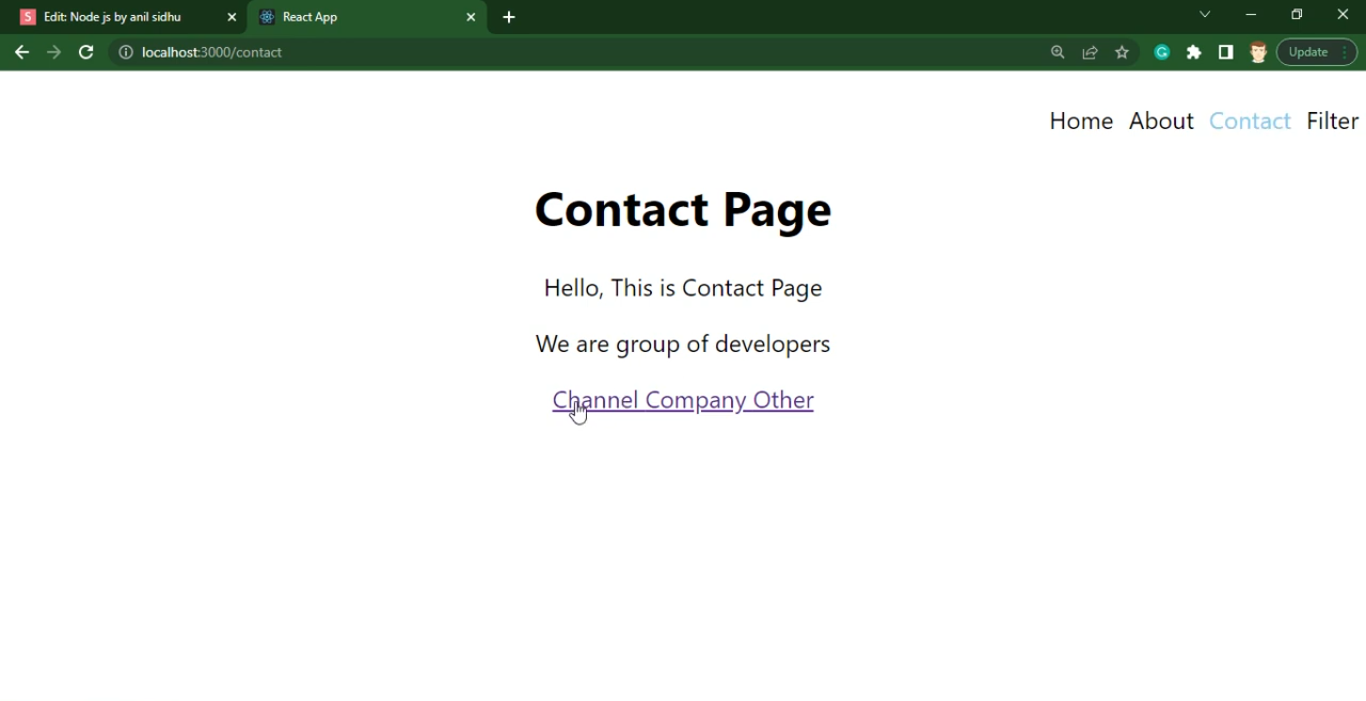 Edit: Node js by anil sidhu
React App
localhost:3000/contact
Update
Home About Contact Filter
Contact Page
Hello, This is Contact Page
We are group of developers
Channel Company Other